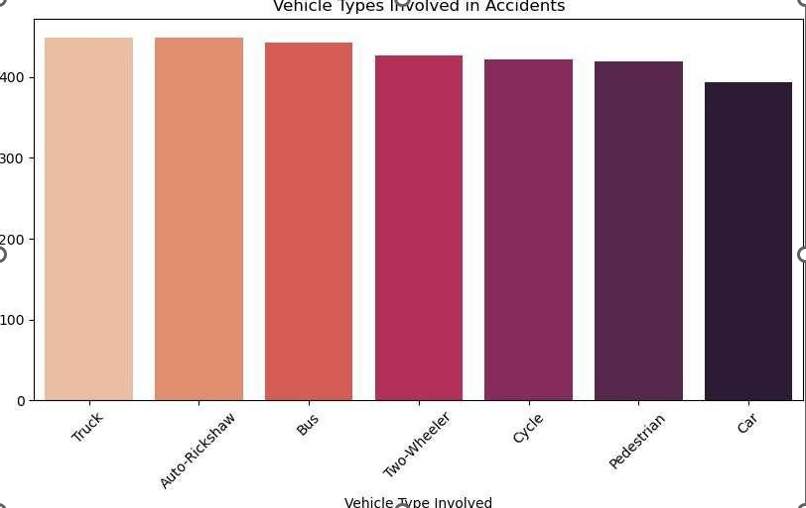 Vehicle Types Involved in Accidents
400
300
200
100
0
Truck
Auto-Rickshaw
Bus
Two-Wheeler
Cycle
Pedestrian
Car
Vehicle Type Involved